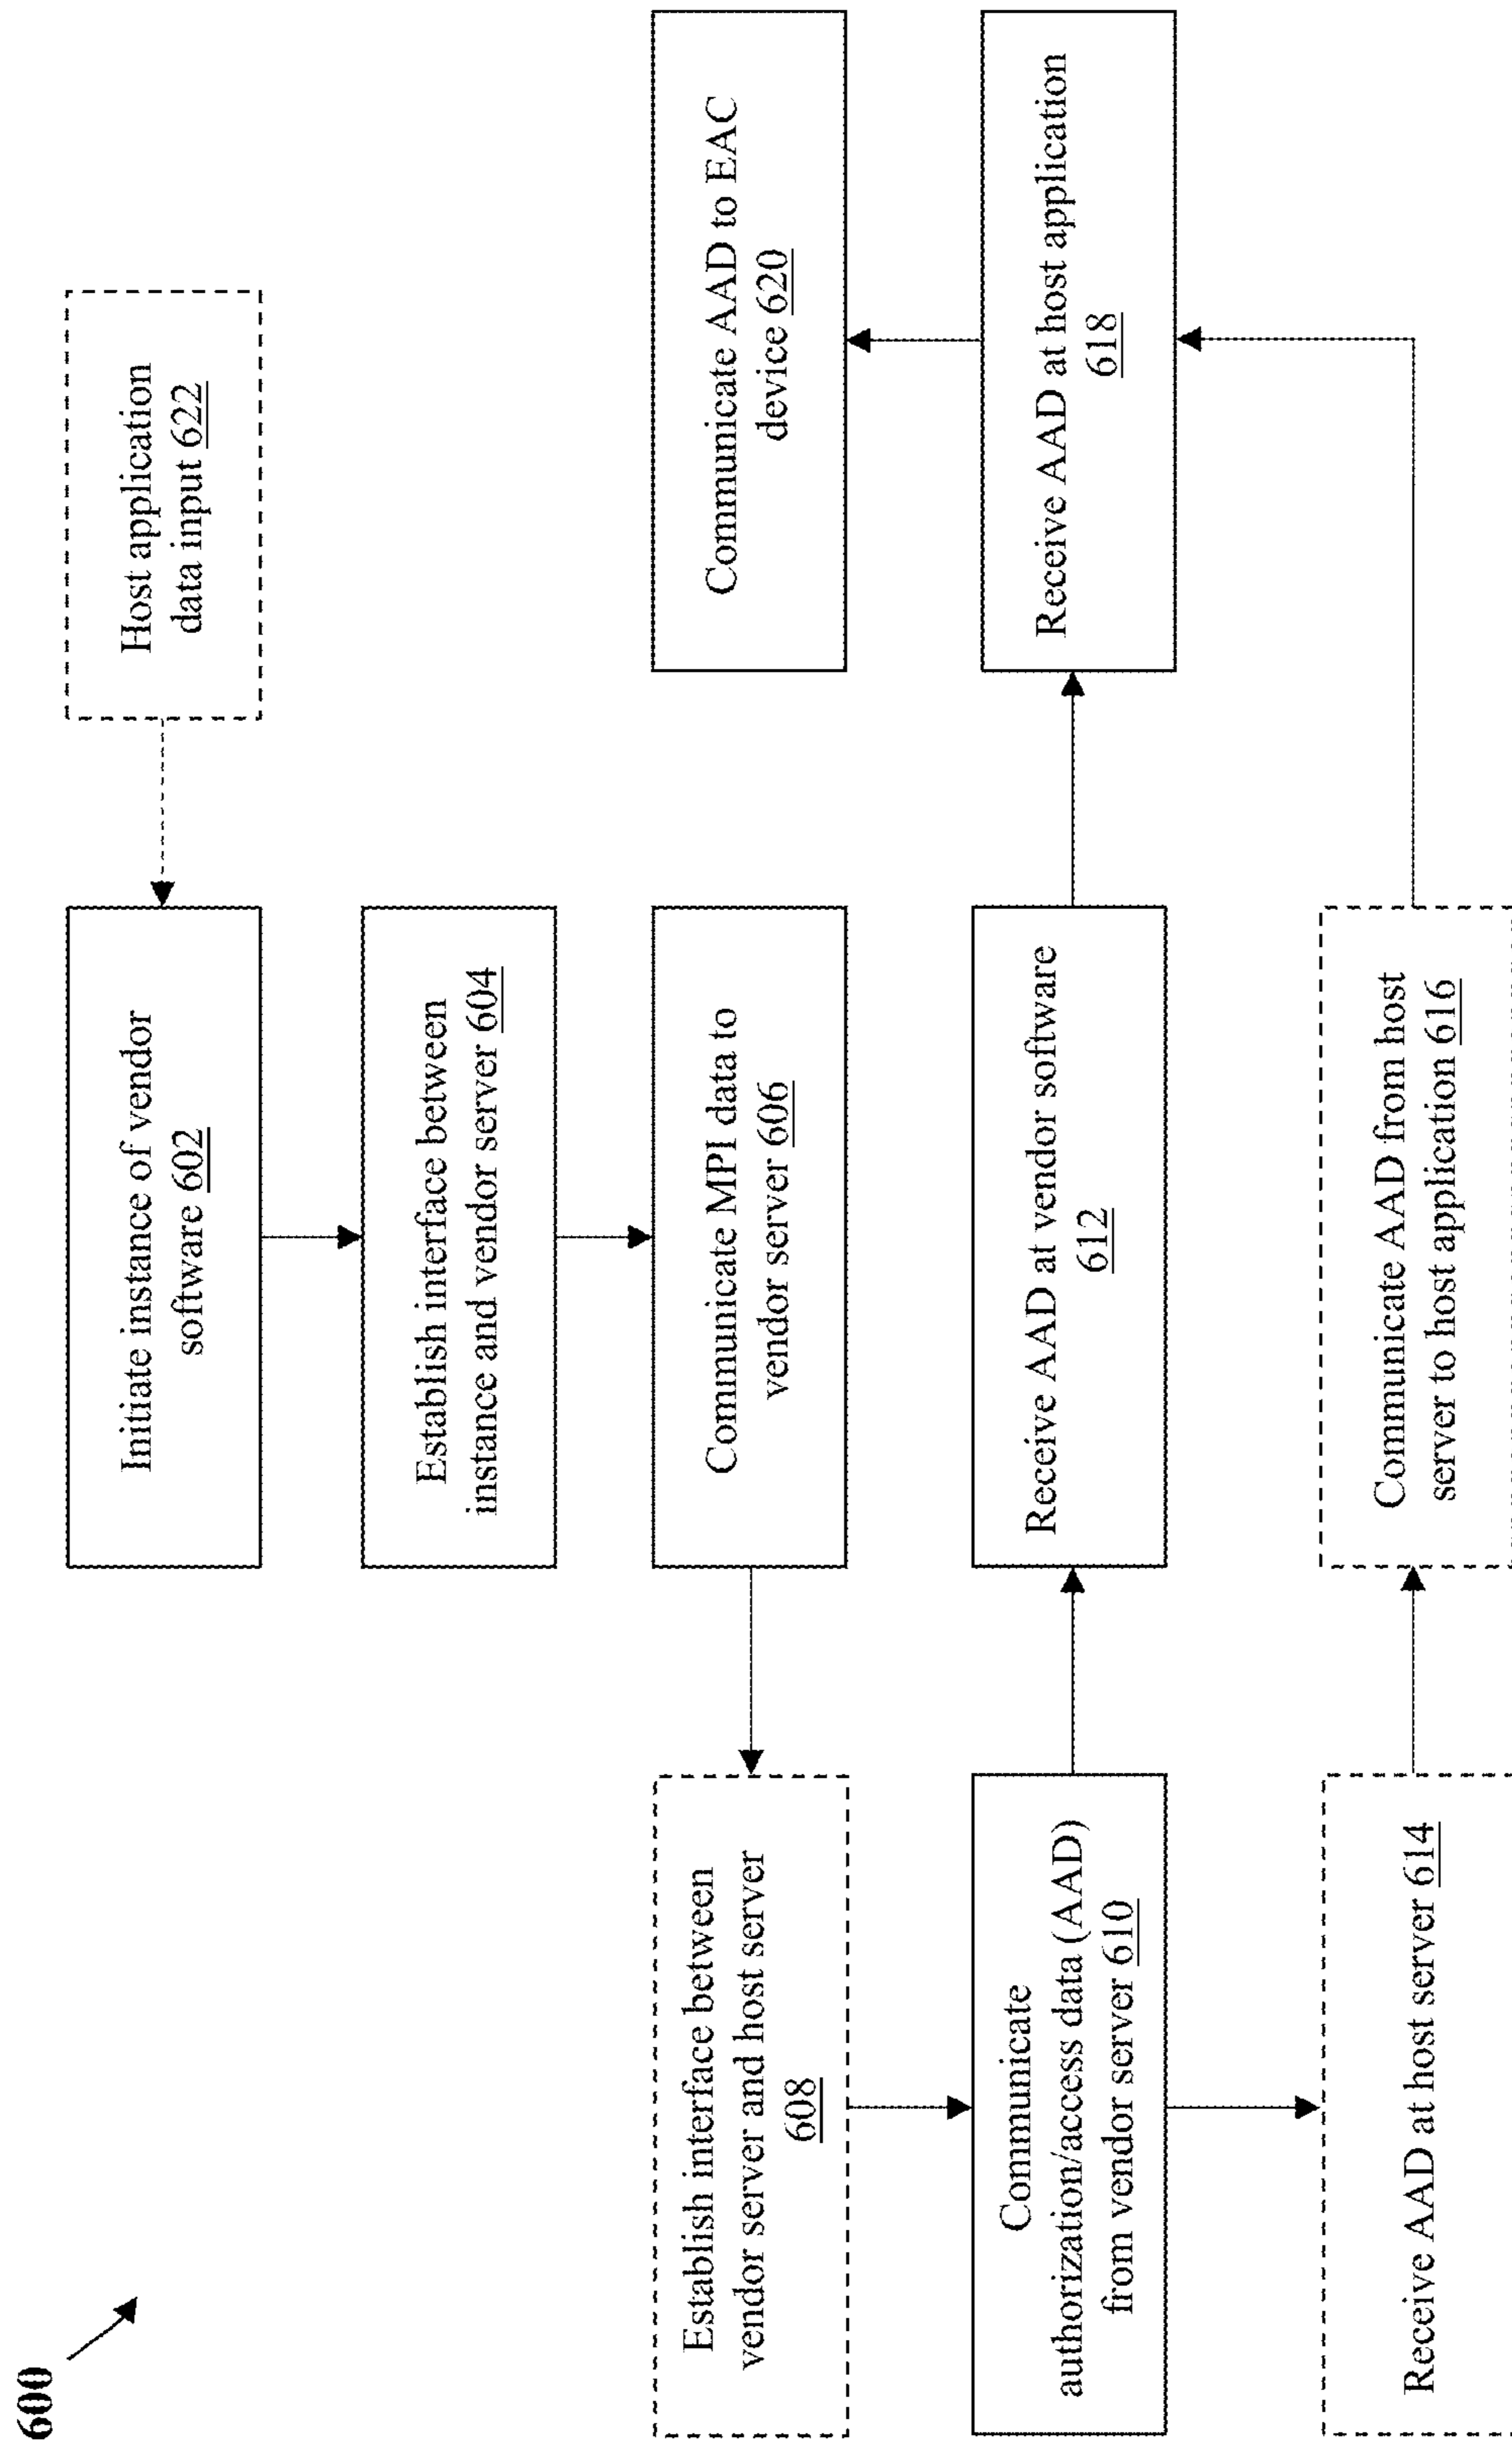 600
Host application
data input 622
Initiate instance of vendor
software 602
Establish interface between
instance and vendor server 604
Communicate MPI data to
vendor server 606
Establish interface between
vendor server and host server
608
Communicate
authorization/access data (AAD)
from vendor server 610
Receive AAD at vendor software
612
Receive AAD at host server 614
Communicate AAD from host
server to host application 616
Receive AAD at host application
618
Communicate AAD to EAC
device 620